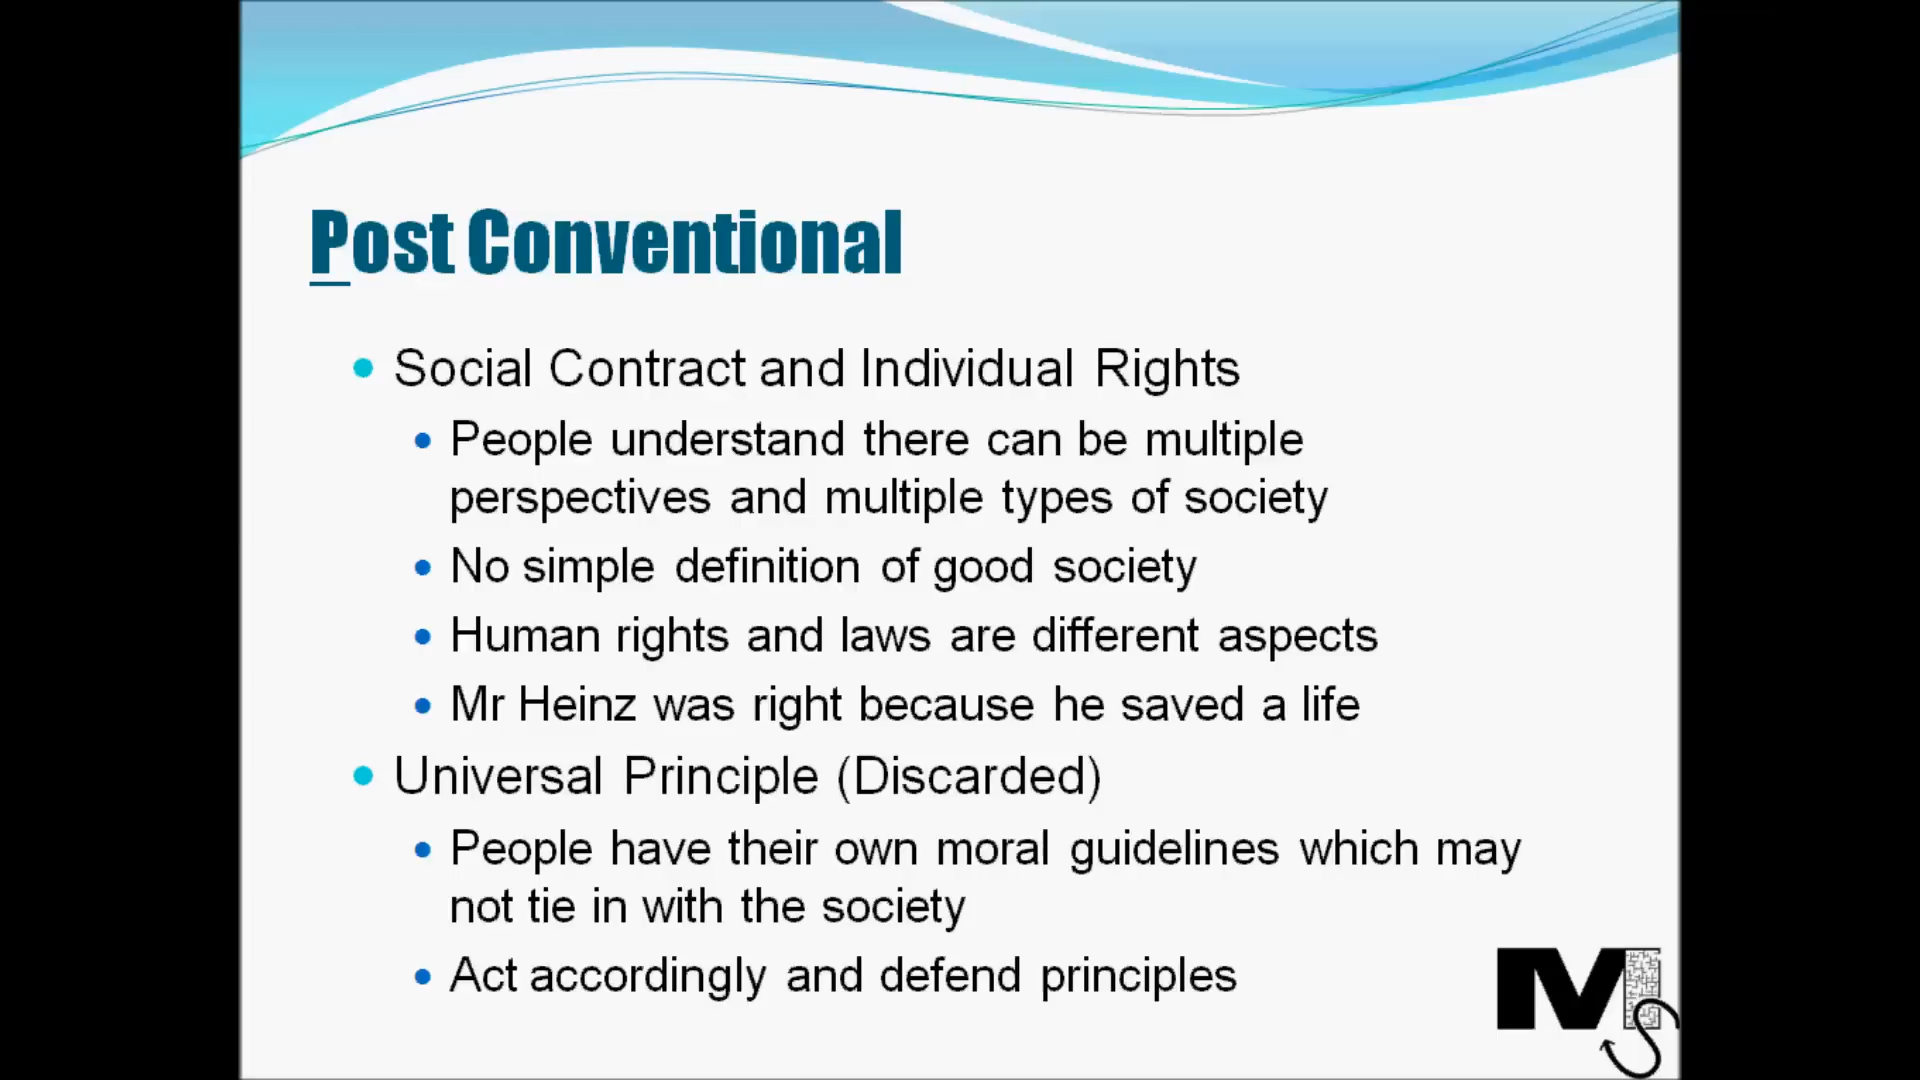 Post Conventional
Social Contract and Individual Rights
People understand there can be multiple
perspectives and multiple types of society
No simple definition of good society
Human rights and laws are different aspects
Mr Heinz was right because he saved a life
Universal Principle (Discarded)
People have their own moral guidelines which may
not tie in with the society
Act accordingly and defend principles
MS